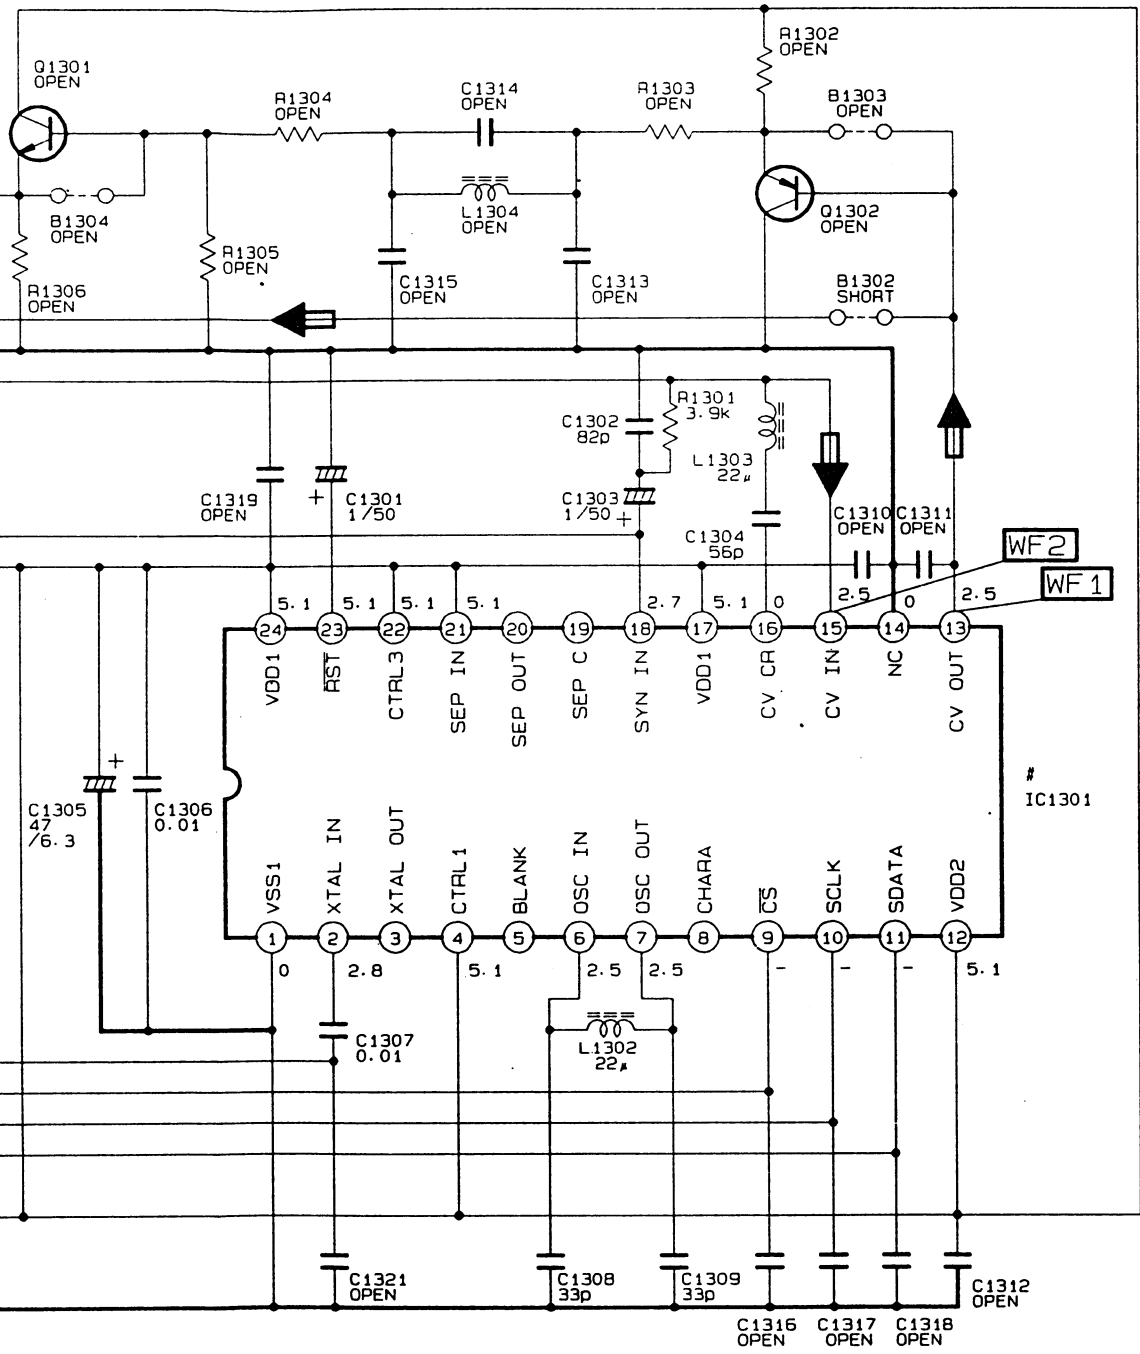 R1302
OPEN
Q1301
OPEN
R1304
OPEN
C1314
OPEN
R1303
OPEN
B1303
OPEN
B1304
OPEN
L1304
OPEN
Q1302
OPEN
R1305
OPEN
R1306
OPEN
C1315
OPEN
C1313
OPEN
B1302
SHORT
C1302
82p
R1301
3.9k
L1303
22μ
C1319
OPEN
+
C1301
1/50
C1303
1/50
+
C1304
56p
C1310
OPEN
C1311
OPEN
WF2
WF1
5.1
5.1
5.1
5.1
2.7
5.1
0
2.5
0
2.5
24
23
22
21
20
19
18
17
16
15
14
13
VDD1
RST
CTRL3
SEP IN
SEP OUT
SEP C
SYN IN
VDD1
CV CR
CV IN
NC
CV OUT
+
C1305
47
/6.3
C1306
0.01
#
IC1301
VSS1
XTAL IN
XTAL OUT
CTRL1
BLANK
OSC IN
OSC OUT
CHARA
CS
SCLK
SDATA
VDD2
1
2
3
4
5
6
7
8
9
10
11
12
0
2.8
5.1
2.5
2.5
-
-
-
5.1
C1307
0.01
L1302
22μ
C1321
OPEN
C1308
33p
C1309
33p
C1312
OPEN
C1316
OPEN
C1317
OPEN
C1318
OPEN